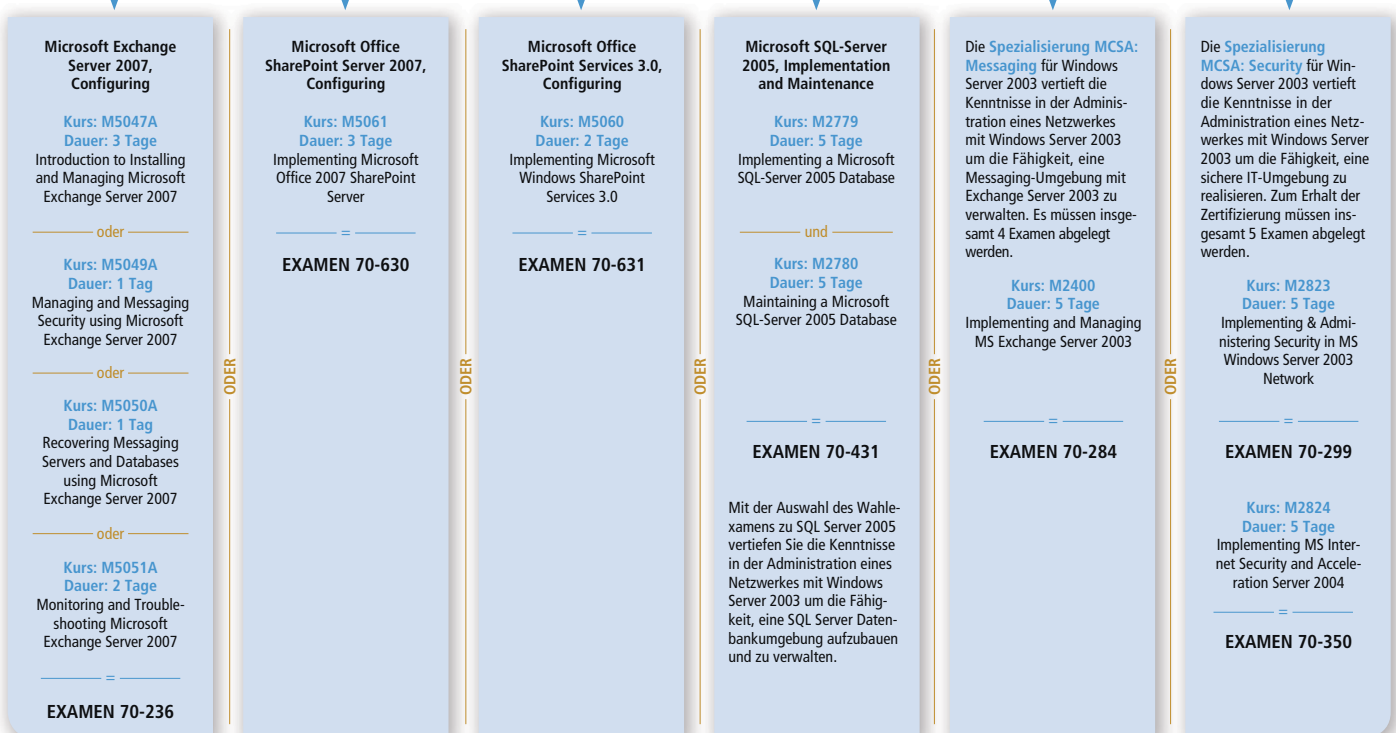 Microsoft Exchange
Server 2007,
Configuring
Kurs: M5047A
Dauer: 3 Tage
Introduction to Installing
and Managing Microsoft
Exchange Server 2007
oder
Kurs: M5049A
Dauer: 1 Tag
Managing and Messaging
Security using Microsoft
Exchange Server 2007
oder
Kurs: M5050A
Dauer: 1 Tag
Recovering Messaging
Servers and Databases
using Microsoft
Exchange Server 2007
oder
Kurs: M5051A
Dauer: 2 Tage
Monitoring and Trouble-
shooting Microsoft
Exchange Server 2007
=
EXAMEN 70-236
ODER
Microsoft Office
SharePoint Server 2007,
Configuring
Kurs: M5061
Dauer: 3 Tage
Implementing Microsoft
Office 2007 SharePoint
Server
=
EXAMEN 70-630
ODER
Microsoft Office
SharePoint Services 3.0,
Configuring
Kurs: M5060
Dauer: 2 Tage
Implementing Microsoft
Windows SharePoint
Services 3.0
=
EXAMEN 70-631
ODER
Microsoft SQL-Server
2005, Implementation
and Maintenance
Kurs: M2779
Dauer: 5 Tage
Implementing a Microsoft
SQL-Server 2005 Database
und
Kurs: M2780
Dauer: 5 Tage
Maintaining a Microsoft
SQL-Server 2005 Database
=
EXAMEN 70-431
Mit der Auswahl des Wahle-
xamens zu SQL Server 2005
vertiefen Sie die Kenntnisse
in der Administration eines
Netzwerkes mit Windows
Server 2003 um die Fähig-
keit, eine SQL Server Daten-
bankumgebung aufzubauen
und zu verwalten.
ODER
Die Spezialisierung MCSA:
Messaging für Windows
Server 2003 vertieft die
Kenntnisse in der Adminis-
tration eines Netzwerkes
mit Windows Server 2003
um die Fähigkeit, eine
Messaging-Umgebung mit
Exchange Server 2003 zu
verwalten. Es müssen insge-
samt 4 Examen abgelegt
werden.
Kurs: M2400
Dauer: 5 Tage
Implementing and Managing
MS Exchange Server 2003
=
EXAMEN 70-284
ODER
Die Spezialisierung
MCSA: Security für Win-
dows Server 2003 vertieft
die Kenntnisse in der
Administration eines Netz-
werkes mit Windows Server
2003 um die Fähigkeit, eine
sichere IT-Umgebung zu
realisieren. Zum Erhalt der
Zertifizierung müssen ins-
gesamt 5 Examen abgelegt
werden.
Kurs: M2823
Dauer: 5 Tage
Implementing & Admi-
nistering Security in MS
Windows Server 2003
Network
=
EXAMEN 70-299
Kurs: M2824
Dauer: 5 Tage
Implementing MS Inter-
net Security and Accele-
ration Server 2004
=
EXAMEN 70-350